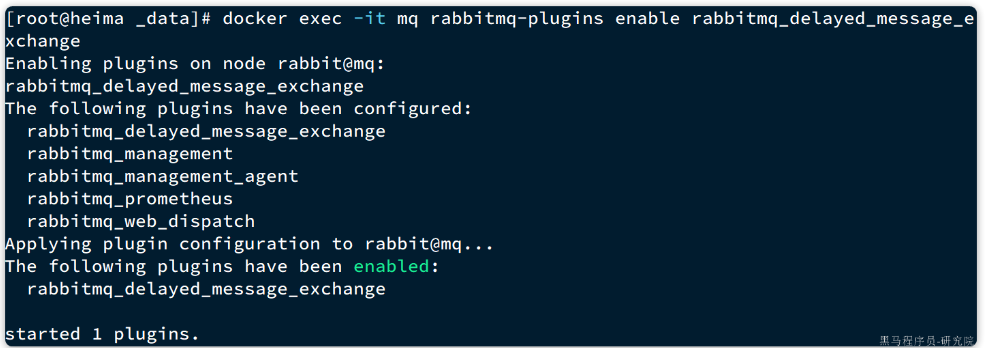 [root@heima _data]# docker exec -it mq rabbitmq-plugins enable rabbitmq_delayed_message_e
xchange
Enabling plugins on node rabbit@mq:
rabbitmq_delayed_message_exchange
The following plugins have been configured:
  rabbitmq_delayed_message_exchange
  rabbitmq_management
  rabbitmq_management_agent
  rabbitmq_prometheus
  rabbitmq_web_dispatch
Applying plugin configuration to rabbit@mq...
The following plugins have been enabled:
  rabbitmq_delayed_message_exchange

started 1 plugins.
黑马程序员-研究院